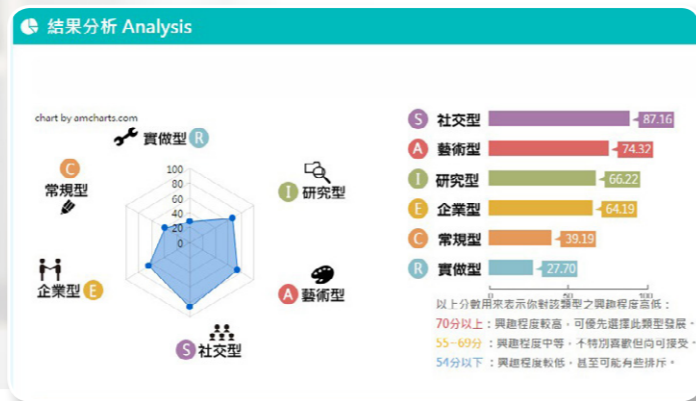 結果分析 Analysis
chart by amcharts.com
實做型 R
C
常規型
I 研究型
企業型 E
A 藝術型
S 社交型
100
80
60
40
20
0
S 社交型 87.16
A 藝術型 74.32
I 研究型 66.22
E 企業型 64.19
C 常規型 39.19
R 實做型 27.70
0 50 100
以上分數用來表示你對該類型之興趣程度高低：
70分以上：興趣程度較高，可優先選擇此類型發展。
55~69分：興趣程度中等，不特別喜歡但尚可接受。
54分以下：興趣程度較低，甚至可能有些排斥。